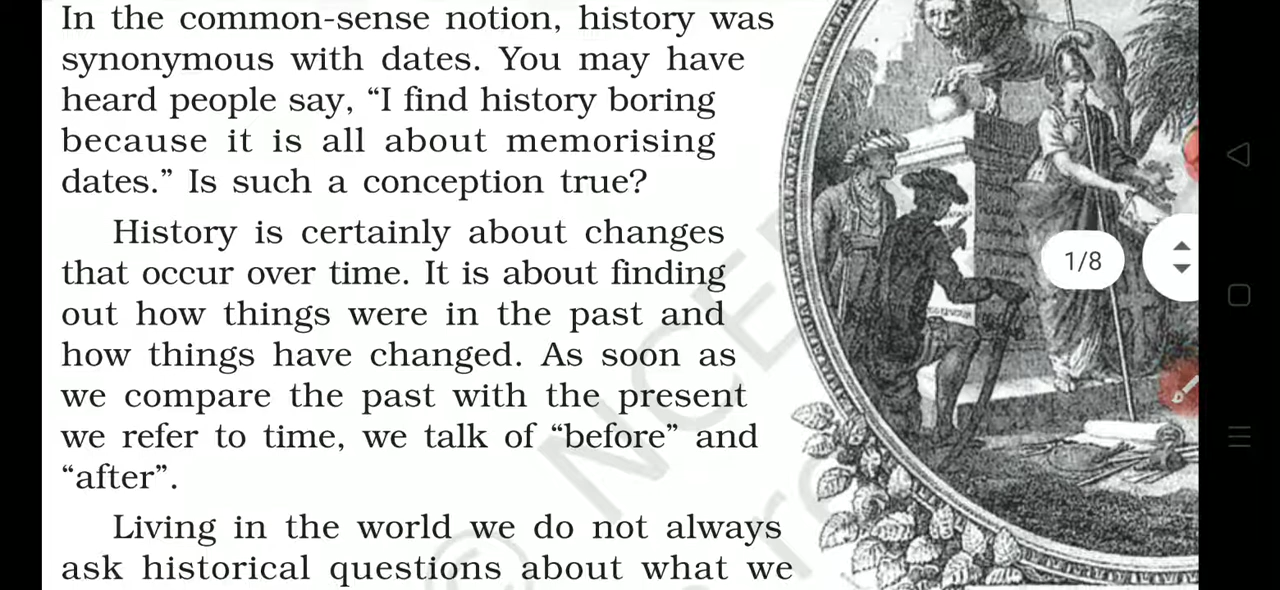 In the common-sense notion, history was
synonymous with dates. You may have
heard people say, “I find history boring
because it is all about memorising
dates.” Is such a conception true?
History is certainly about changes
that occur over time. It is about finding
out how things were in the past and
how things have changed. As soon as
we compare the past with the present
we refer to time, we talk of “before” and
“after”.
Living in the world we do not always
ask historical questions about what we
1/8
© NCE
re